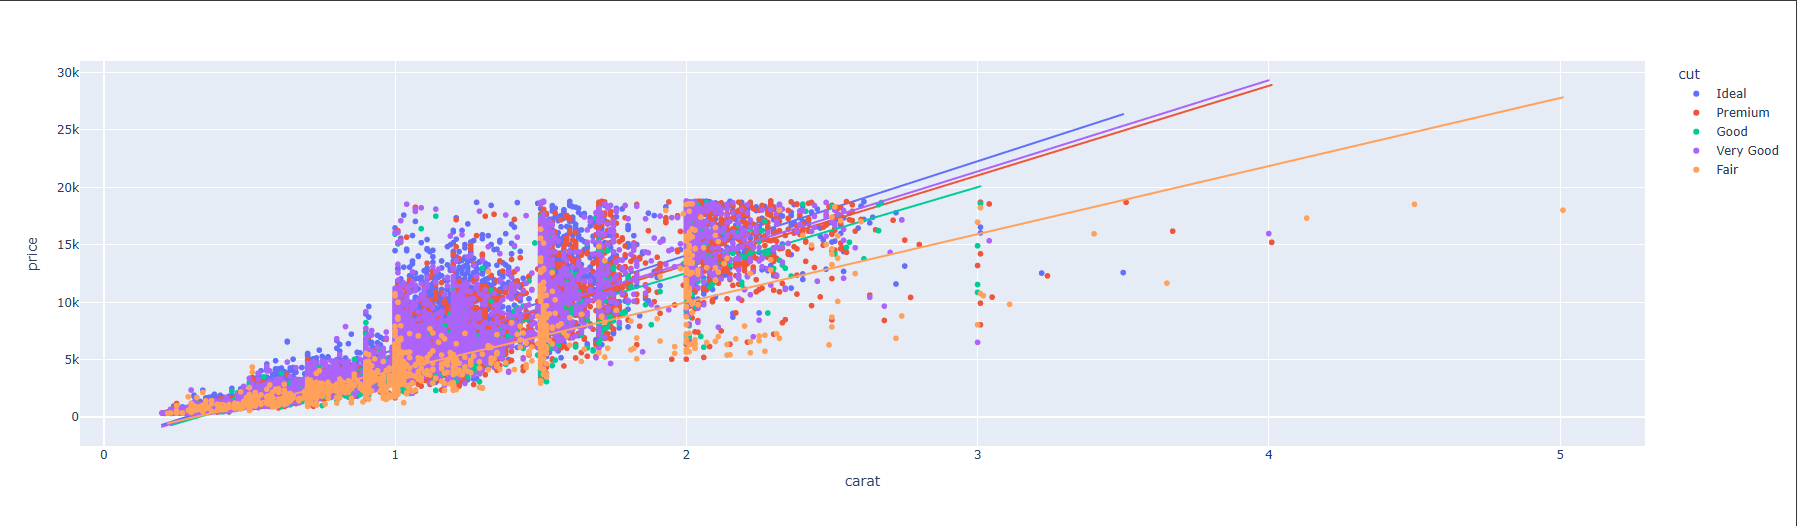 cut
Ideal
Premium
Good
Very Good
Fair
30k
25k
20k
15k
10k
5k
0
price
0 1 2 3 4 5
carat